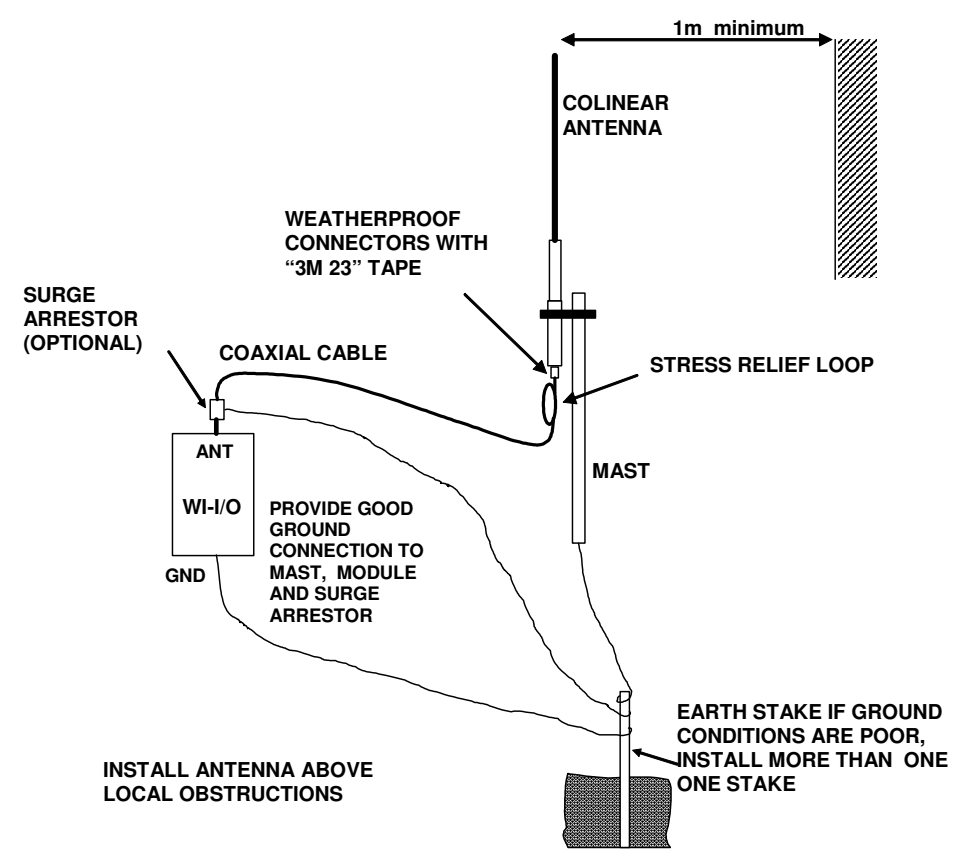 1m minimum
COLINEAR
ANTENNA
WEATHERPROOF
CONNECTORS WITH
“3M 23” TAPE
SURGE
ARRESTOR
(OPTIONAL)
COAXIAL CABLE
STRESS RELIEF LOOP
ANT
WI-I/O
MAST
PROVIDE GOOD
GROUND
CONNECTION TO
MAST, MODULE
AND SURGE
ARRESTOR
GND
EARTH STAKE IF GROUND
CONDITIONS ARE POOR,
INSTALL MORE THAN ONE
ONE STAKE
INSTALL ANTENNA ABOVE
LOCAL OBSTRUCTIONS